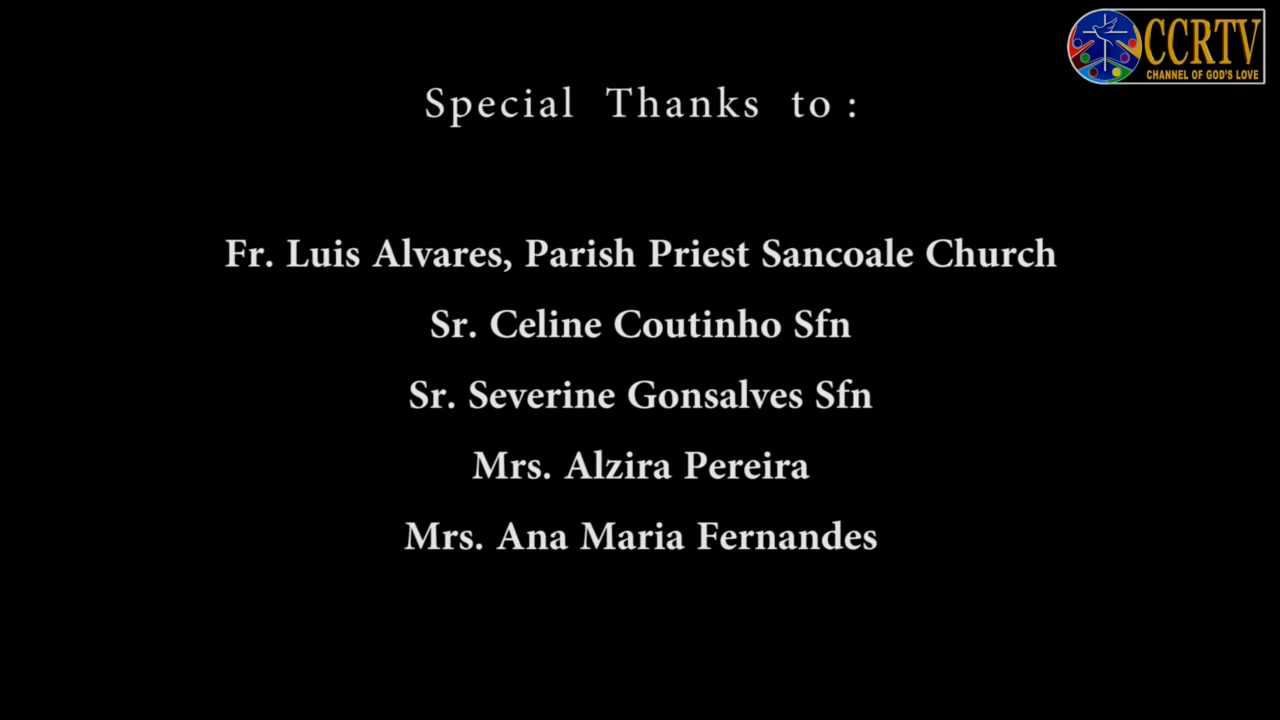 CCRTV
CHANNEL OF GOD'S LOVE
Special Thanks to :
Fr. Luis Alvares, Parish Priest Sancoale Church
Sr. Celine Coutinho Sfn
Sr. Severine Gonsalves Sfn
Mrs. Alzira Pereira
Mrs. Ana Maria Fernandes